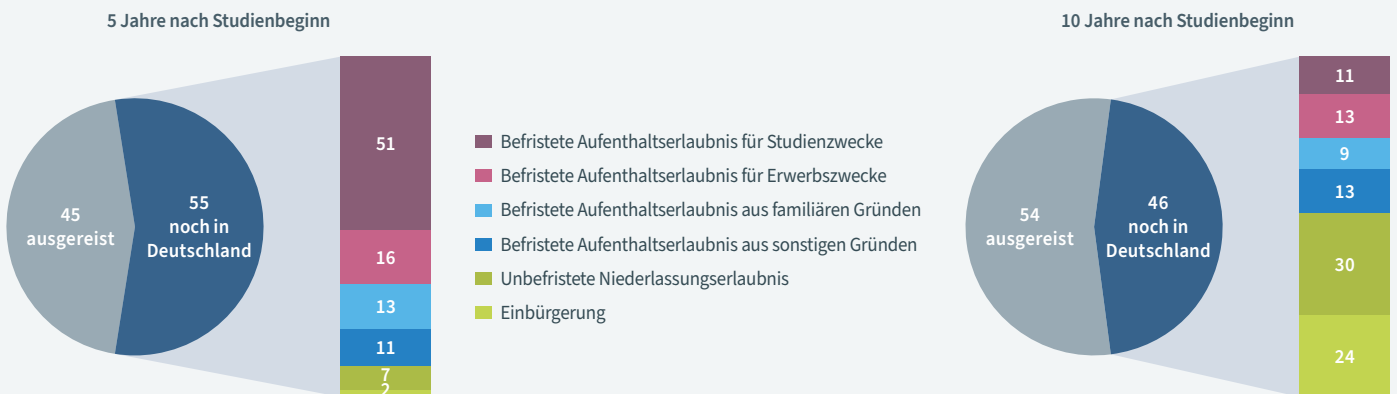 5 Jahre nach Studienbeginn
45
ausgereist
55
noch in
Deutschland
51
16
13
11
7
2
Befristete Aufenthaltserlaubnis für Studienzwecke
Befristete Aufenthaltserlaubnis für Erwerbszwecke
Befristete Aufenthaltserlaubnis aus familiären Gründen
Befristete Aufenthaltserlaubnis aus sonstigen Gründen
Unbefristete Niederlassungserlaubnis
Einbürgerung
10 Jahre nach Studienbeginn
54
ausgereist
46
noch in
Deutschland
11
13
9
13
30
24